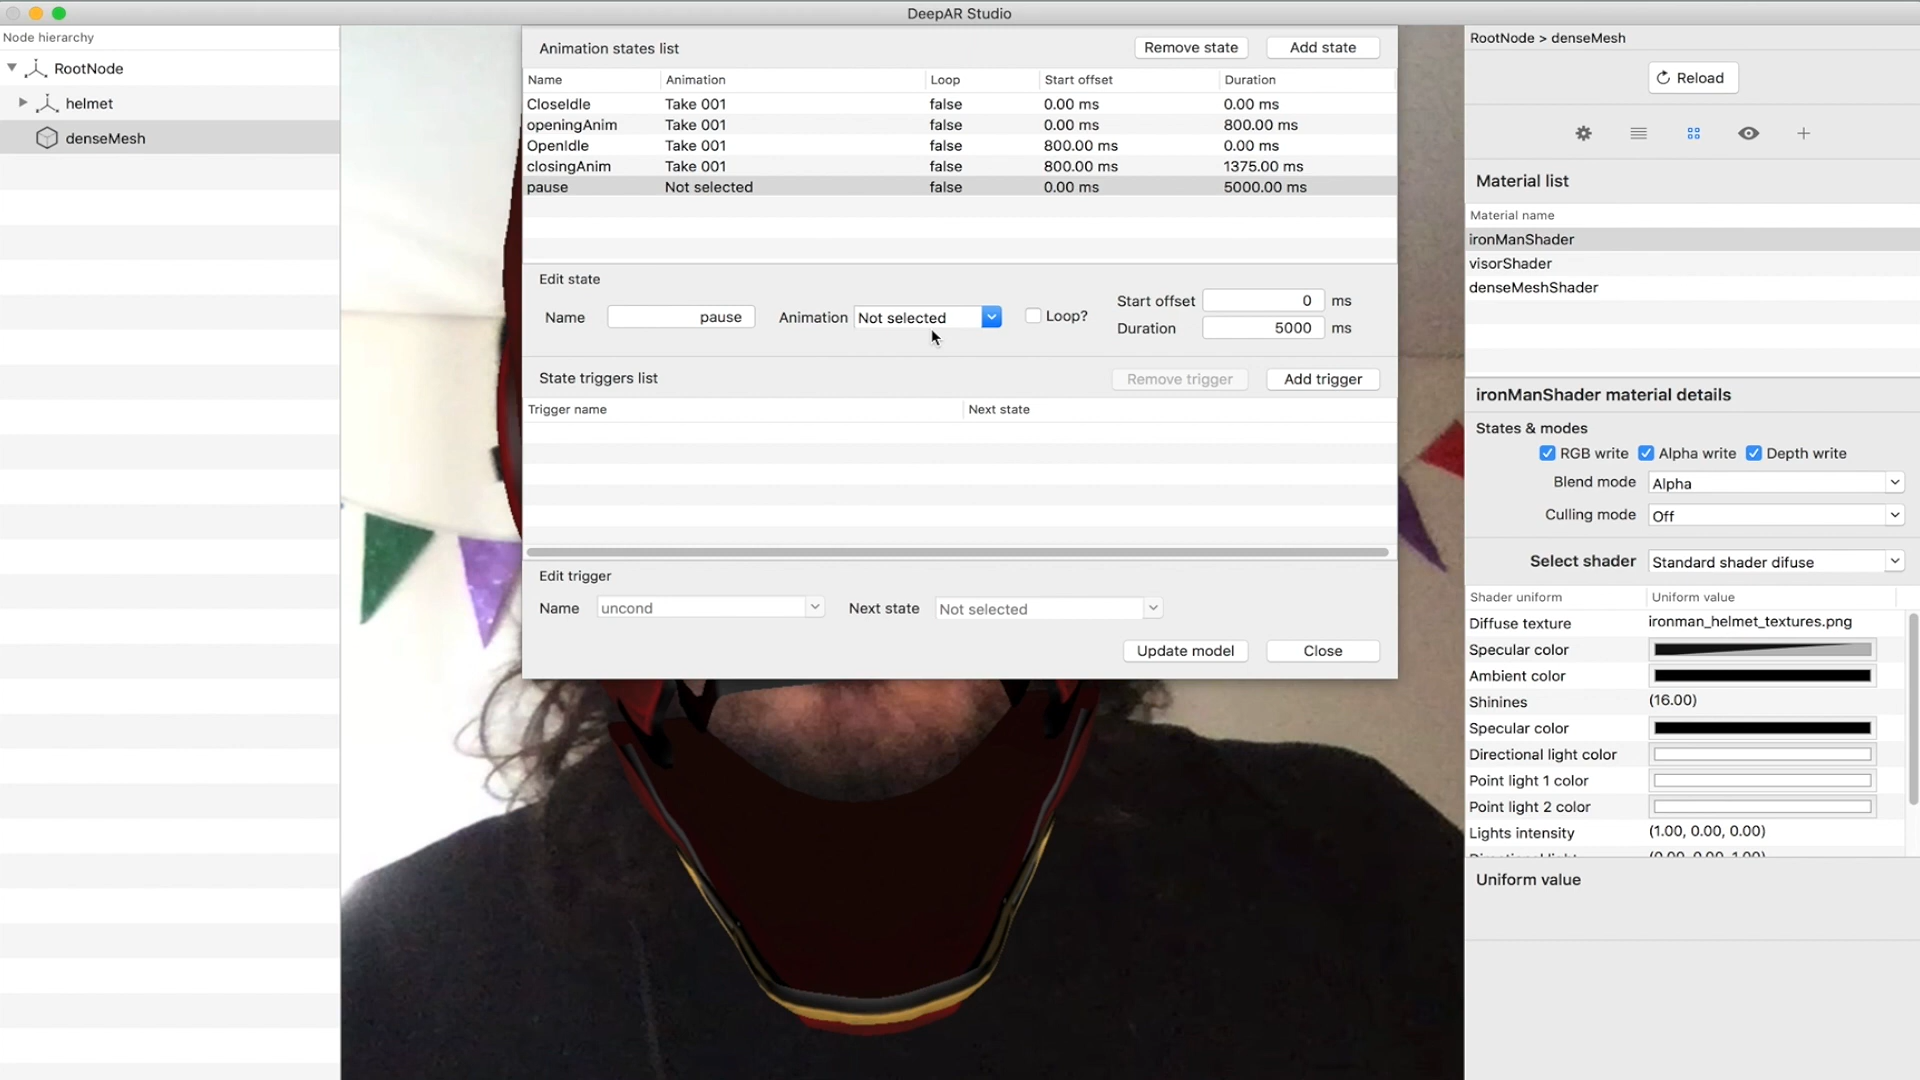 DeepAR Studio
Node hierarchy
RootNode
helmet
denseMesh
Animation states list
Remove state
Add state
Name Animation Loop Start offset Duration
CloseIdle Take 001 false 0.00 ms 0.00 ms
openingAnim Take 001 false 0.00 ms 800.00 ms
OpenIdle Take 001 false 800.00 ms 0.00 ms
closingAnim Take 001 false 800.00 ms 1375.00 ms
pause Not selected false 0.00 ms 5000.00 ms
Edit state
Name pause Animation Not selected Loop? Start offset 0 ms
Duration 5000 ms
State triggers list
Remove trigger
Add trigger
Trigger name Next state
Edit trigger
Name uncond Next state Not selected
Update model
Close
RootNode > denseMesh
Reload
Material list
Material name
ironManShader
visorShader
denseMeshShader
ironManShader material details
States & modes
RGB write Alpha write Depth write
Blend mode Alpha
Culling mode Off
Select shader Standard shader difuse
Shader uniform Uniform value
Diffuse texture ironman_helmet_textures.png
Specular color
Ambient color
Shinines (16.00)
Specular color
Directional light color
Point light 1 color
Point light 2 color
Lights intensity (1.00, 0.00, 0.00)
Uniform value